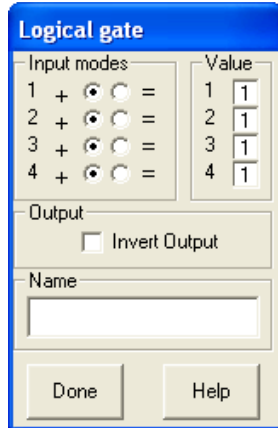 Logical gate
Input modes
Value
1 + =
1 1
2 + =
2 1
3 + =
3 1
4 + =
4 1
Output
Invert Output
Name
Done
Help